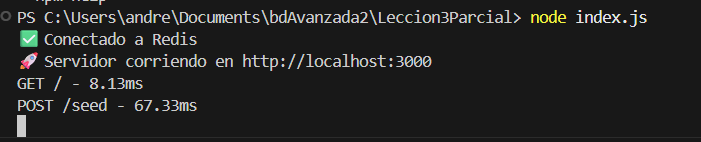 PS C:\Users\andre\Documents\bdAvanzada2\Leccion3Parcial> node index.js
✅ Conectado a Redis
🚀 Servidor corriendo en http://localhost:3000
GET / - 8.13ms
POST /seed - 67.33ms